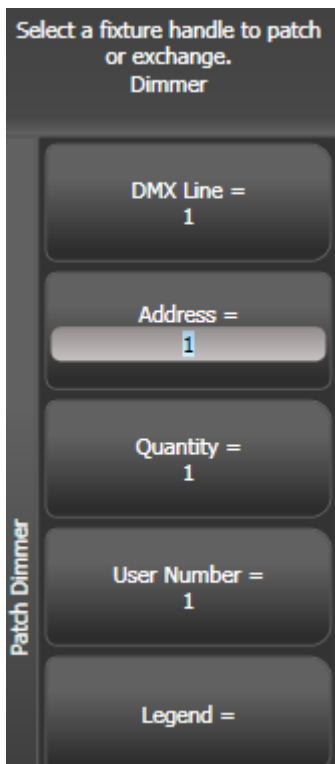 Select a fixture handle to patch
or exchange.
Dimmer
DMX Line =
1
Address =
1
Quantity =
1
User Number =
1
Legend =
Patch Dimmer